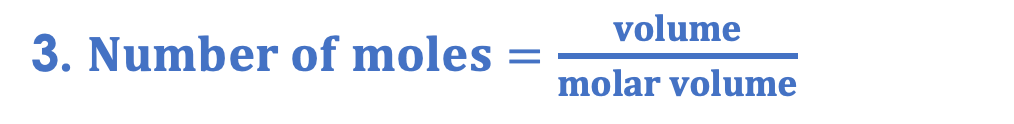 3. Number of moles = volume / molar volume